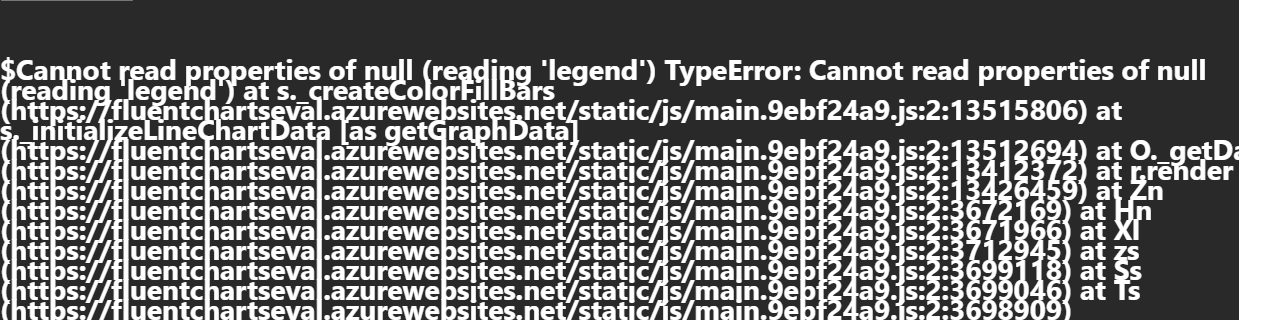 $Cannot read properties of null (reading 'legend') TypeError: Cannot read properties of null
(reading 'legend') at s._createColorFillBars
(https://fluentchartseval.azurewebsites.net/static/js/main.9ebf24a9.js:2:13515806) at
s._initializeLineChartData [as getGraphData]
(https://fluentchartseval.azurewebsites.net/static/js/main.9ebf24a9.js:2:13512694) at O._getDa
(https://fluentchartseval.azurewebsites.net/static/js/main.9ebf24a9.js:2:13412372) at r.render
(https://fluentchartseval.azurewebsites.net/static/js/main.9ebf24a9.js:2:13426459) at Zn
(https://fluentchartseval.azurewebsites.net/static/js/main.9ebf24a9.js:2:3672169) at Hn
(https://fluentchartseval.azurewebsites.net/static/js/main.9ebf24a9.js:2:3671966) at Xl
(https://fluentchartseval.azurewebsites.net/static/js/main.9ebf24a9.js:2:3712945) at zs
(https://fluentchartseval.azurewebsites.net/static/js/main.9ebf24a9.js:2:3699118) at Ss
(https://fluentchartseval.azurewebsites.net/static/js/main.9ebf24a9.js:2:3699046) at Ts
(https://fluentchartseval.azurewebsites.net/static/js/main.9ebf24a9.js:2:3698909)